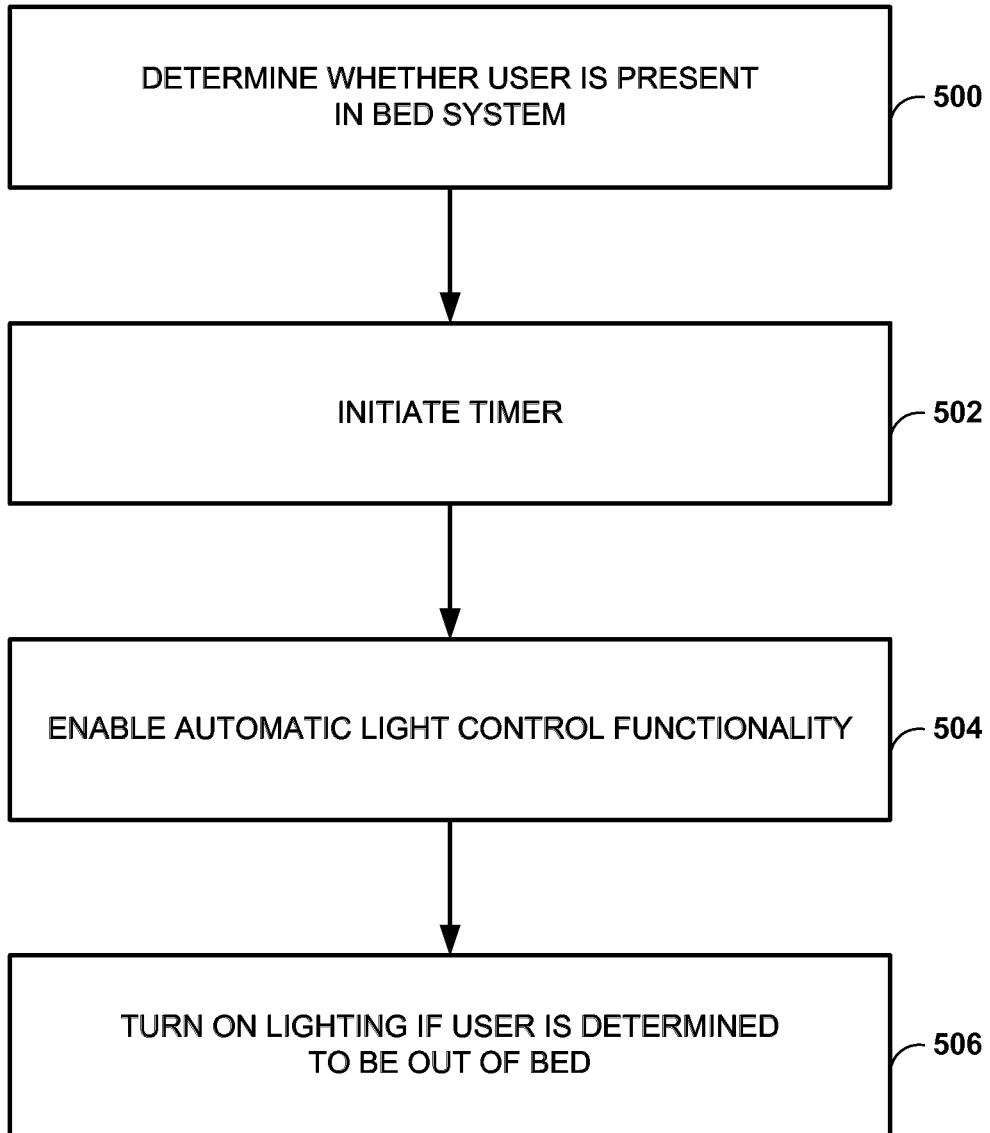 DETERMINE WHETHER USER IS PRESENT
IN BED SYSTEM
500
INITIATE TIMER
502
ENABLE AUTOMATIC LIGHT CONTROL FUNCTIONALITY
504
TURN ON LIGHTING IF USER IS DETERMINED
TO BE OUT OF BED
506